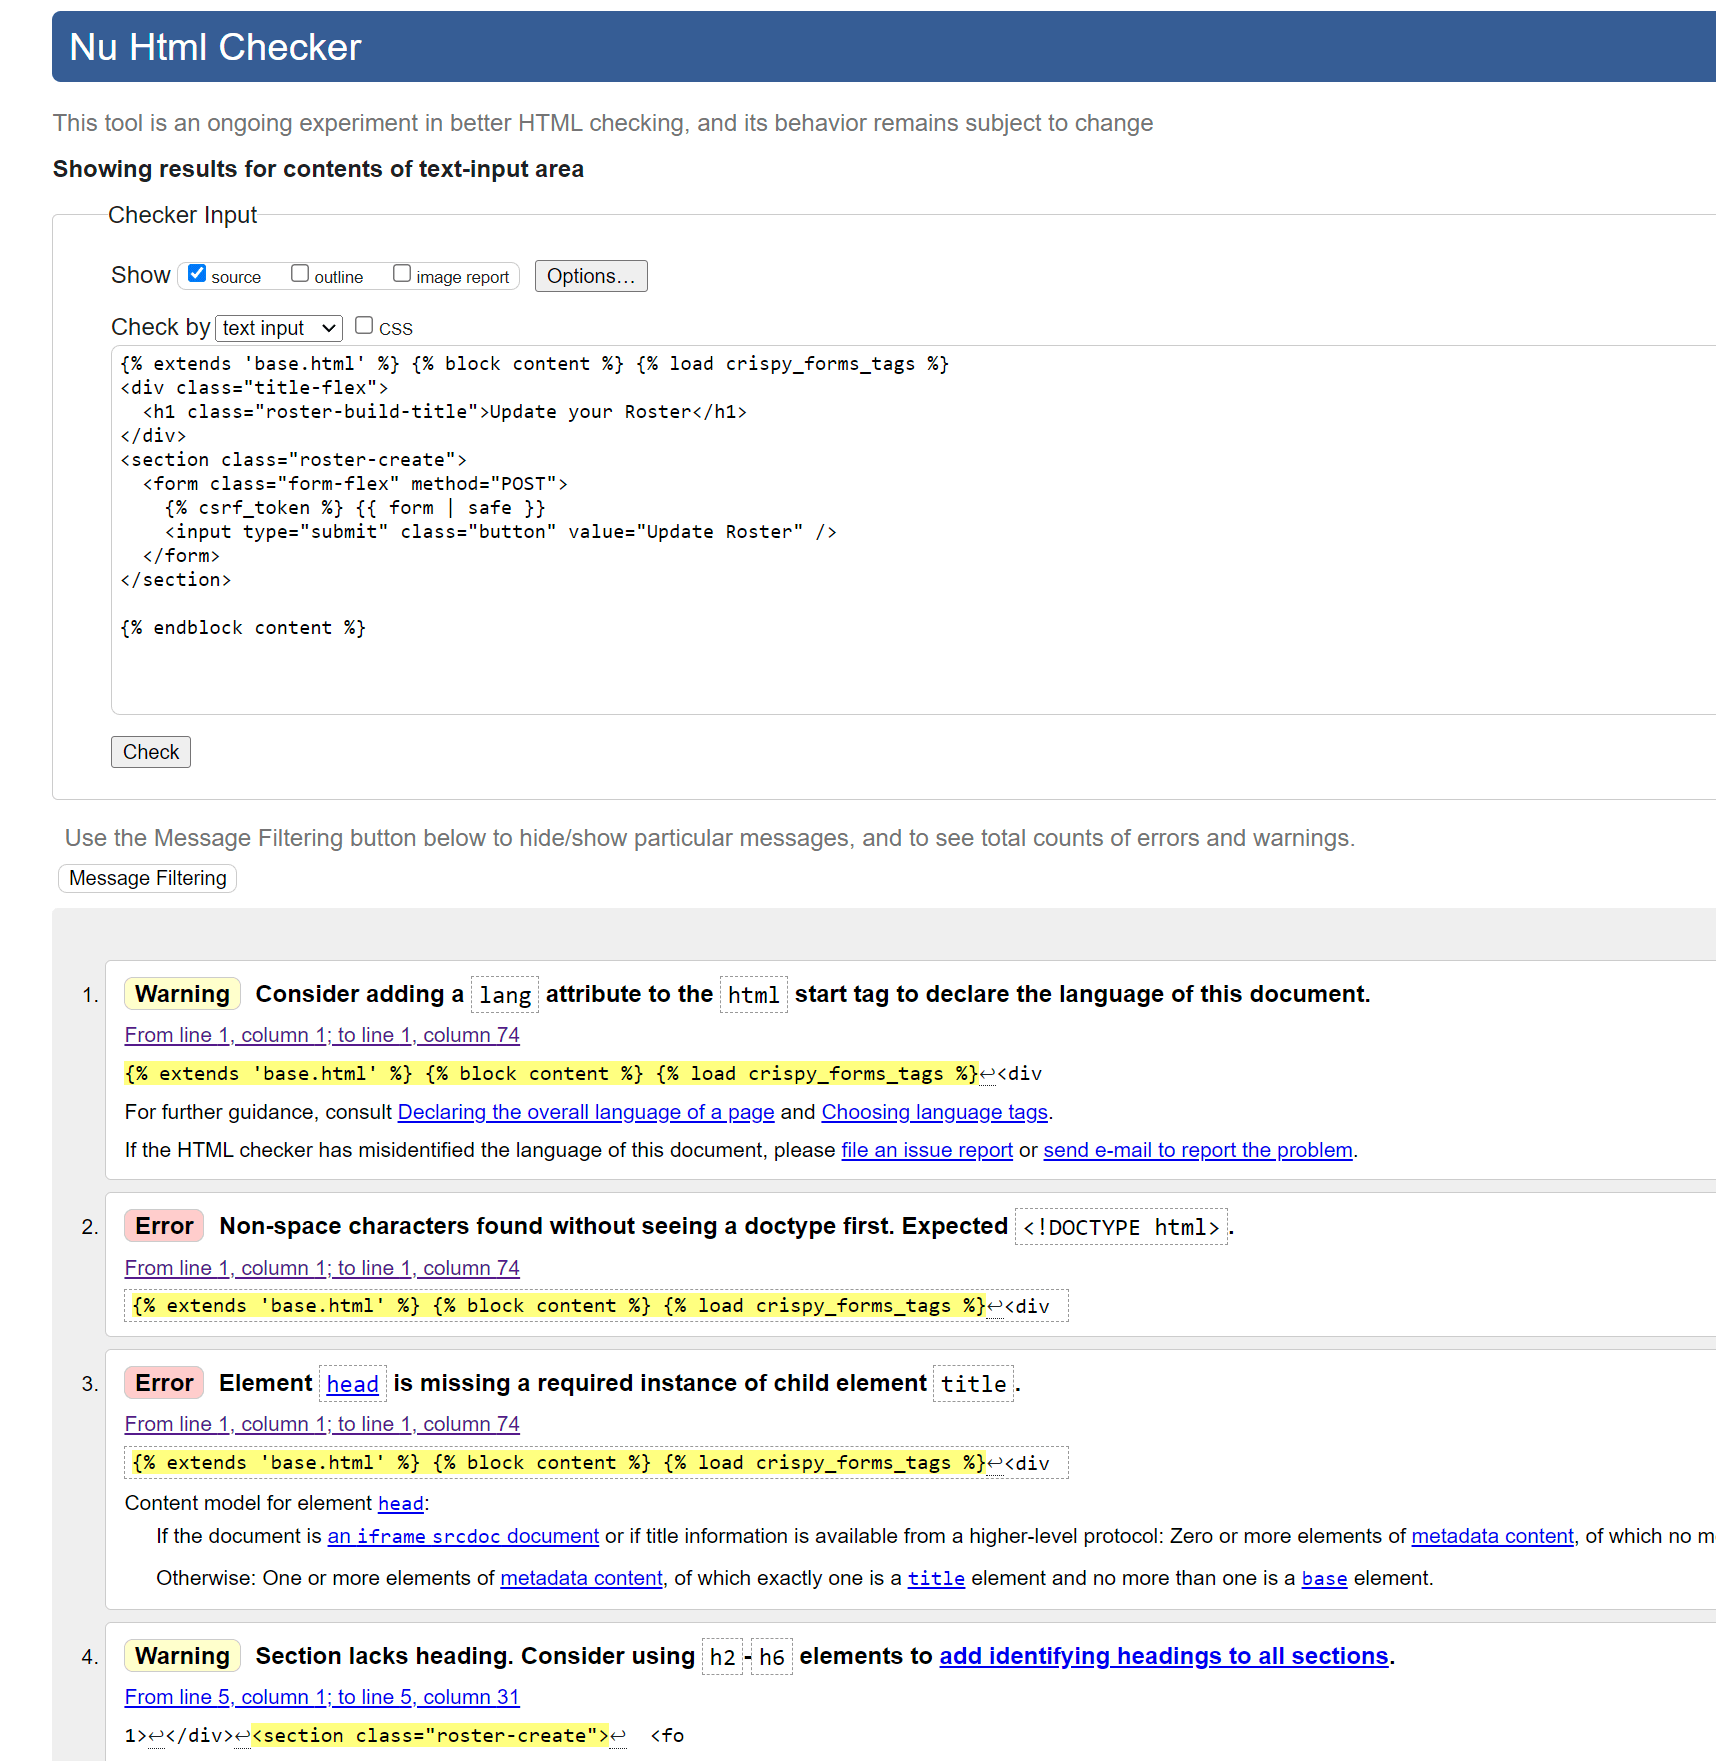 Nu Html Checker
This tool is an ongoing experiment in better HTML checking, and its behavior remains subject to change
Showing results for contents of text-input area
Checker Input
Show source outline image report Options...
Check by text input CSS
{% extends 'base.html' %} {% block content %} {% load crispy_forms_tags %}
<div class="title-flex">
  <h1 class="roster-build-title">Update your Roster</h1>
</div>
<section class="roster-create">
  <form class="form-flex" method="POST">
    {% csrf_token %} {{ form | safe }}
    <input type="submit" class="button" value="Update Roster" />
  </form>
</section>
{% endblock content %}
Check
Use the Message Filtering button below to hide/show particular messages, and to see total counts of errors and warnings.
Message Filtering
1. Warning Consider adding a lang attribute to the html start tag to declare the language of this document.
From line 1, column 1; to line 1, column 74
{% extends 'base.html' %} {% block content %} {% load crispy_forms_tags %}↩<div
For further guidance, consult Declaring the overall language of a page and Choosing language tags.
If the HTML checker has misidentified the language of this document, please file an issue report or send e-mail to report the problem.
2. Error Non-space characters found without seeing a doctype first. Expected <!DOCTYPE html>.
From line 1, column 1; to line 1, column 74
{% extends 'base.html' %} {% block content %} {% load crispy_forms_tags %}↩<div
3. Error Element head is missing a required instance of child element title.
From line 1, column 1; to line 1, column 74
{% extends 'base.html' %} {% block content %} {% load crispy_forms_tags %}↩<div
Content model for element head:
If the document is an iframe srcdoc document or if title information is available from a higher-level protocol: Zero or more elements of metadata content, of which no m
Otherwise: One or more elements of metadata content, of which exactly one is a title element and no more than one is a base element.
4. Warning Section lacks heading. Consider using h2-h6 elements to add identifying headings to all sections.
From line 5, column 1; to line 5, column 31
1>↩</div>↩<section class="roster-create">↩  <fo